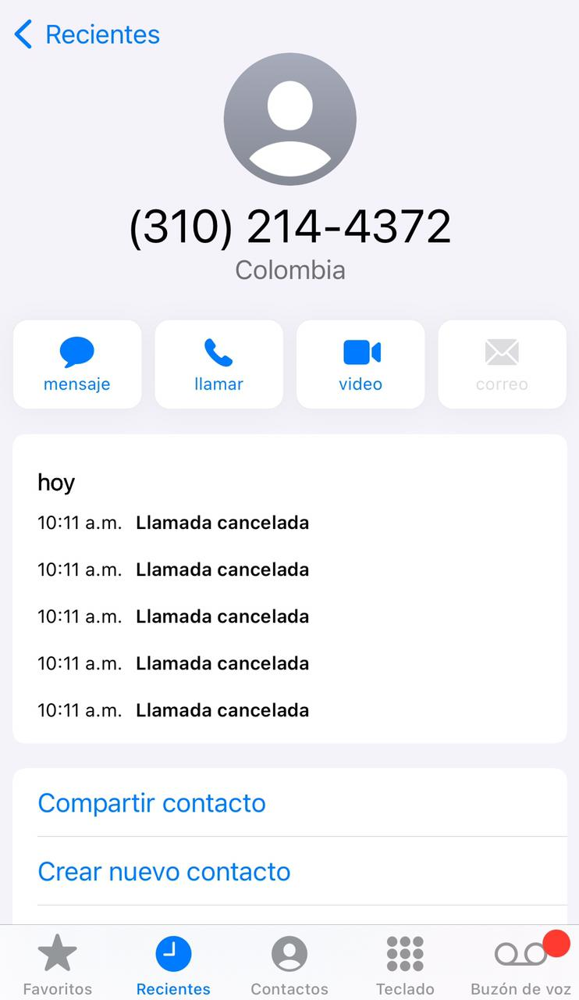 Recientes
(310) 214-4372
Colombia
mensaje llamar video correo
hoy
10:11 a.m. Llamada cancelada
10:11 a.m. Llamada cancelada
10:11 a.m. Llamada cancelada
10:11 a.m. Llamada cancelada
10:11 a.m. Llamada cancelada
Compartir contacto
Crear nuevo contacto
Favoritos Recientes Contactos Teclado Buzón de voz